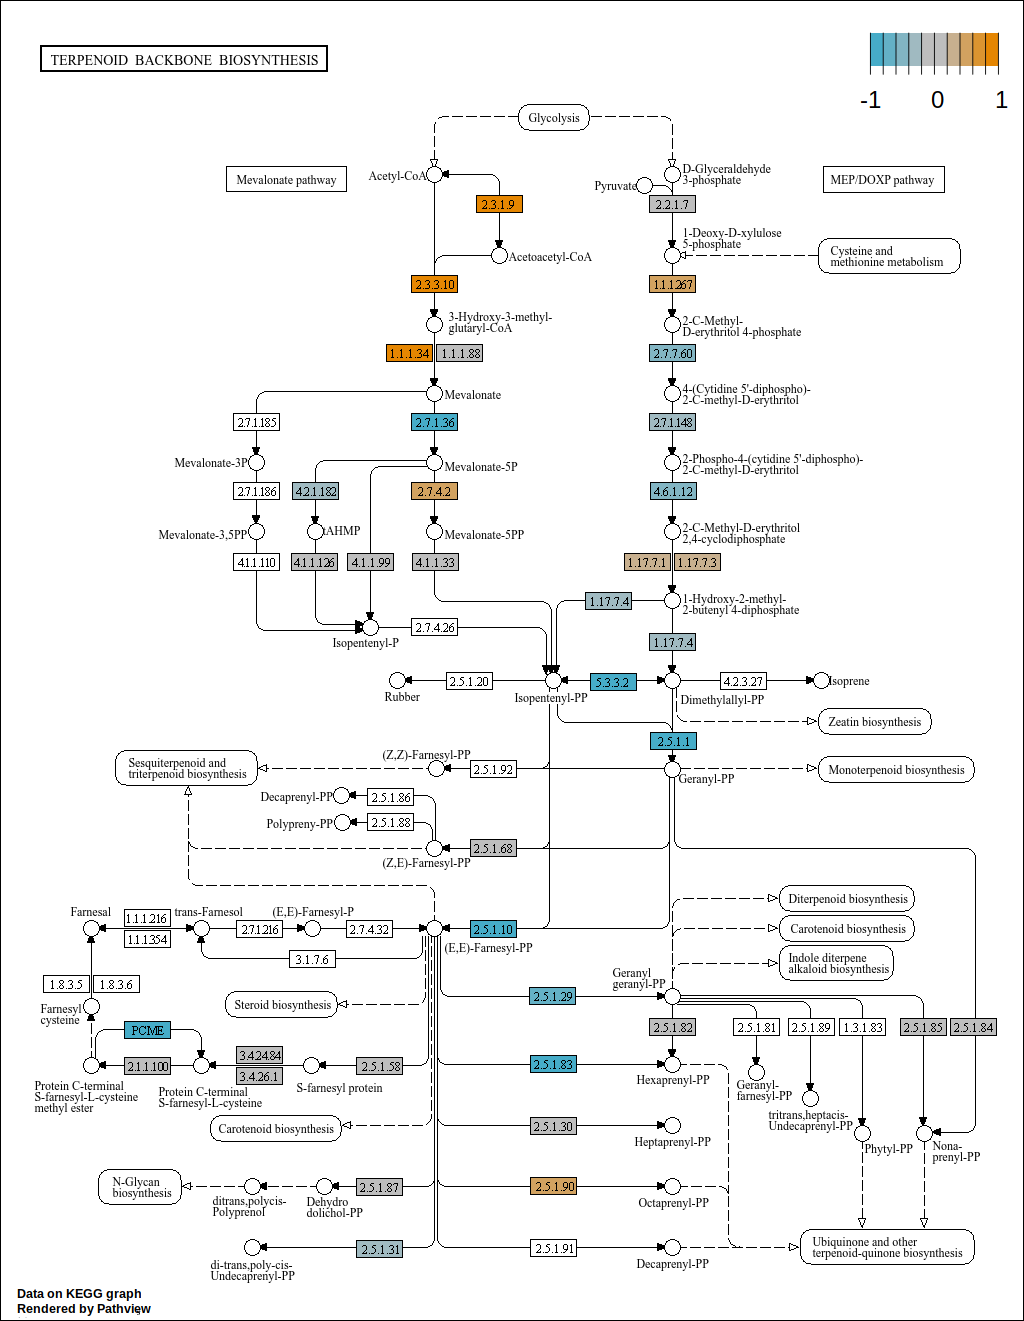 TERPENOID BACKBONE BIOSYNTHESIS
-1 0 1
Glycolysis
Mevalonate pathway
Acetyl-CoA
D-Glyceraldehyde
3-phosphate
Pyruvate
MEP/DOXP pathway
2.3.1.9
2.2.1.7
1-Deoxy-D-xylulose
5-phosphate
Acetoacetyl-CoA
Cysteine and
methionine metabolism
2.3.3.10
1.1.1.267
3-Hydroxy-3-methyl-
glutaryl-CoA
2-C-Methyl-
D-erythritol 4-phosphate
1.1.1.34
1.1.1.88
2.7.7.60
Mevalonate
4-(Cytidine 5'-diphospho)-
2-C-methyl-D-erythritol
2.7.1.185
2.7.1.36
2.7.1.148
Mevalonate-3P
Mevalonate-5P
2-Phospho-4-(cytidine 5'-diphospho)-
2-C-methyl-D-erythritol
2.7.1.186
4.2.1.182
2.7.4.2
4.6.1.12
Mevalonate-3,5PP
tAHMP
Mevalonate-5PP
2-C-Methyl-D-erythritol
2,4-cyclodiphosphate
4.1.1.110
4.1.1.126
4.1.1.99
4.1.1.33
1.17.7.1
1.17.7.3
1.17.7.4
1-Hydroxy-2-methyl-
2-butenyl 4-diphosphate
2.7.4.26
Isopentenyl-P
1.17.7.4
2.5.1.20
5.3.3.2
4.2.3.27
Isoprene
Rubber
Isopentenyl-PP
Dimethylallyl-PP
Zeatin biosynthesis
2.5.1.1
(Z,Z)-Farnesyl-PP
Sesquiterpenoid and
triterpenoid biosynthesis
2.5.1.92
Geranyl-PP
Monoterpenoid biosynthesis
Decaprenyl-PP
2.5.1.86
Polypreny-PP
2.5.1.88
2.5.1.68
(Z,E)-Farnesyl-PP
Diterpenoid biosynthesis
Farnesal
1.1.1.216
trans-Farnesol
(E,E)-Farnesyl-P
2.7.1.216
2.7.4.32
2.5.1.10
Carotenoid biosynthesis
1.1.1.354
(E,E)-Farnesyl-PP
3.1.7.6
Indole diterpene
alkaloid biosynthesis
1.8.3.5
1.8.3.6
Geranyl
geranyl-PP
Farnesyl
cysteine
Steroid biosynthesis
2.5.1.29
PCME
2.5.1.82
2.5.1.81
2.5.1.89
1.3.1.83
2.5.1.85
2.5.1.84
2.1.1.100
3.4.24.84
3.4.26.1
2.5.1.58
2.5.1.83
Protein C-terminal
S-farnesyl-L-cysteine
methyl ester
Protein C-terminal
S-farnesyl-L-cysteine
S-farnesyl protein
Hexaprenyl-PP
Geranyl-
farnesyl-PP
tritrans,heptacis-
Undecaprenyl-PP
Carotenoid biosynthesis
2.5.1.30
Heptaprenyl-PP
Phytyl-PP
Nona-
prenyl-PP
N-Glycan
biosynthesis
2.5.1.87
2.5.1.90
ditrans,polycis-
Polyprenol
Dehydro
dolichol-PP
Octaprenyl-PP
2.5.1.31
2.5.1.91
Ubiquinone and other
terpenoid-quinone biosynthesis
di-trans,poly-cis-
Undecaprenyl-PP
Decaprenyl-PP
Data on KEGG graph
Rendered by Pathview